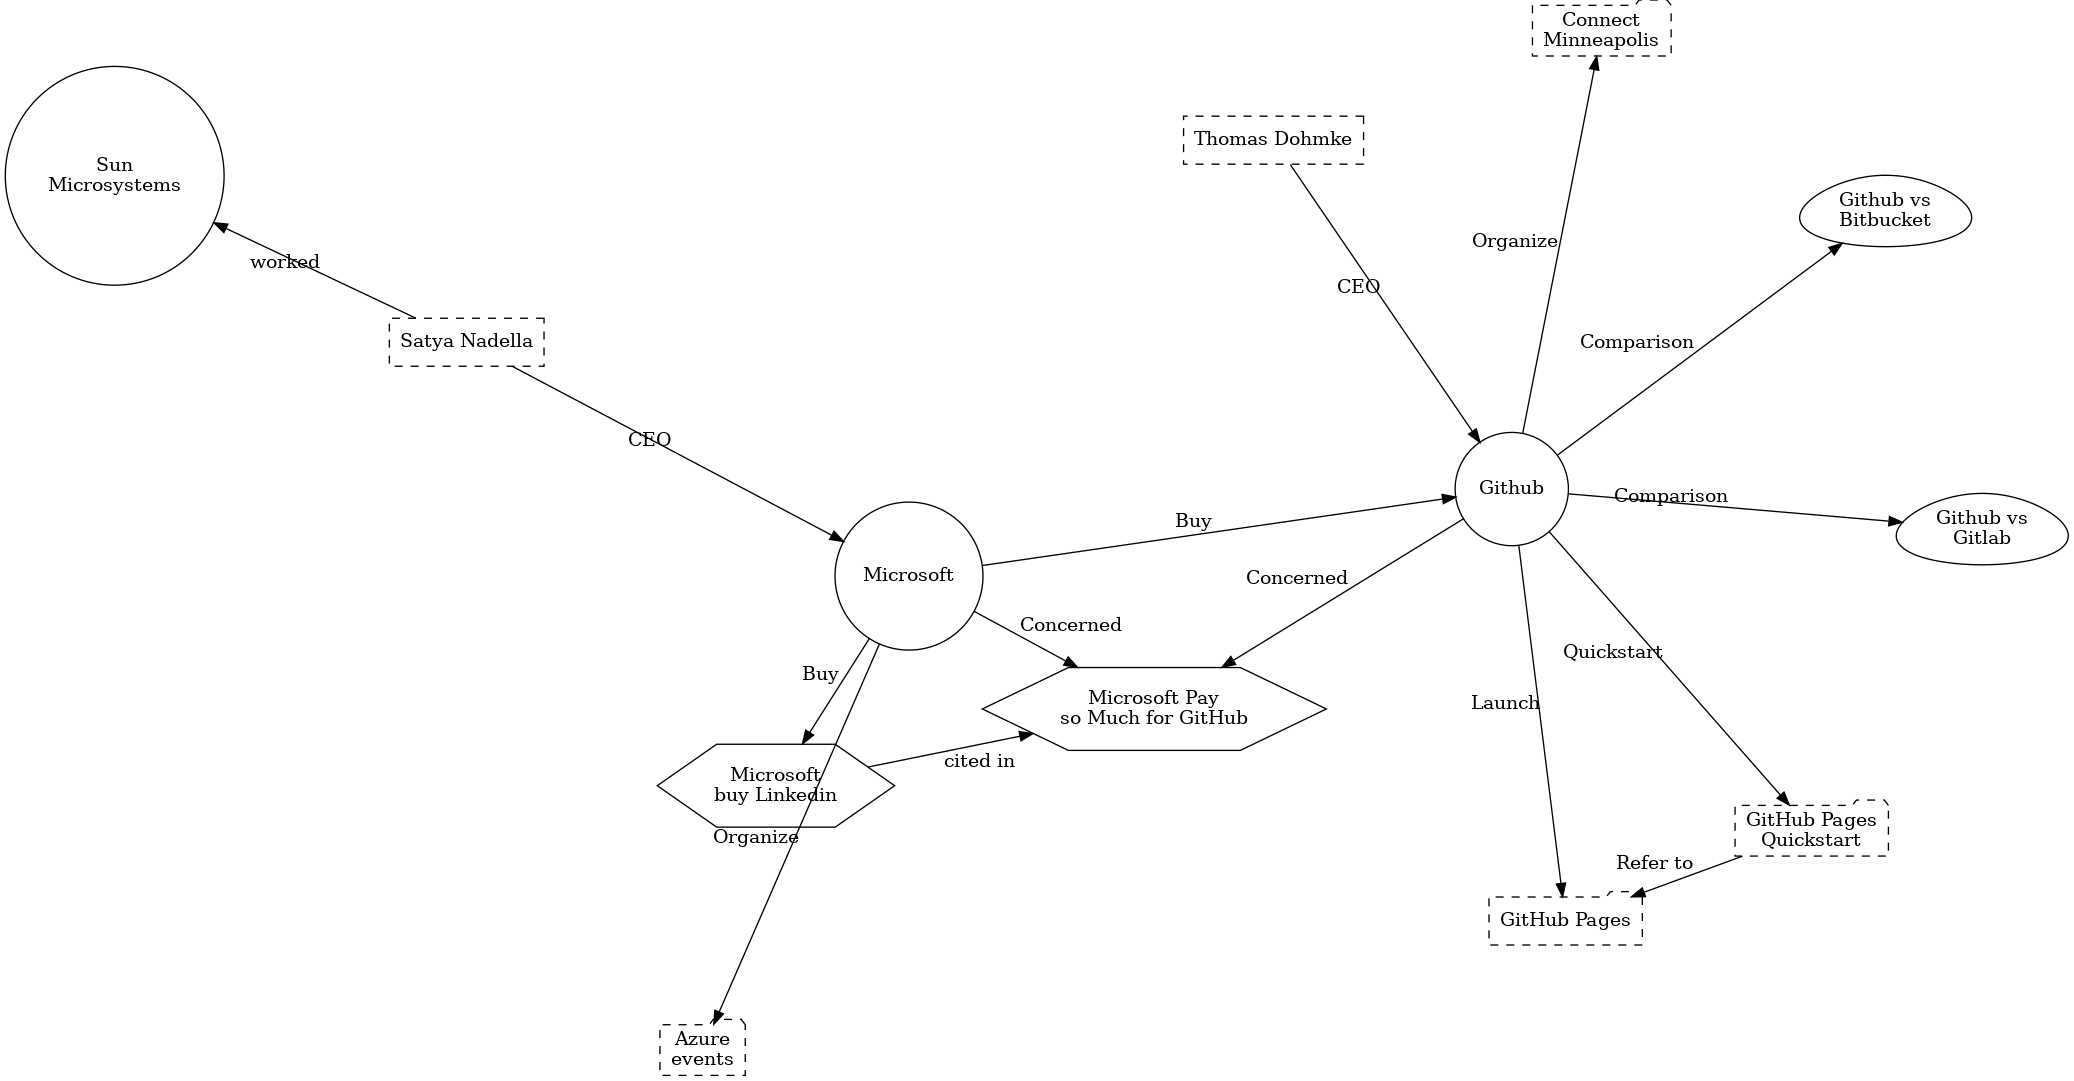 Connect
Minneapolis
Thomas Dohmke
Sun
Microsystems
Github vs
Bitbucket
Organize
worked
CEO
Satya Nadella
Comparison
CEO
Github
Comparison
Github vs
Gitlab
Buy
Microsoft
Concerned
Concerned
Quickstart
Buy
Microsoft Pay
so Much for GitHub
Launch
cited in
Microsoft
buy Linkedin
Organize
GitHub Pages
Quickstart
Refer to
GitHub Pages
Azure
events